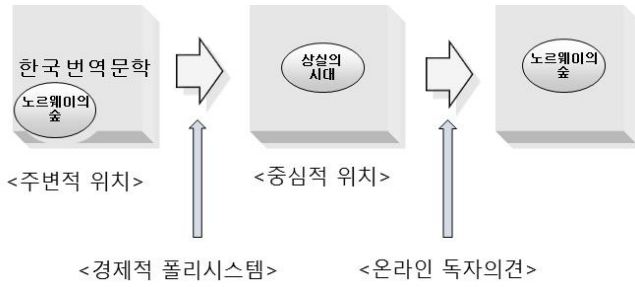 한국번역문학
노르웨이의
숲
상실의
시대
노르웨이의
숲
<주변적 위치>
<중심적 위치>
<경제적 폴리시스템>
<온라인 독자의견>